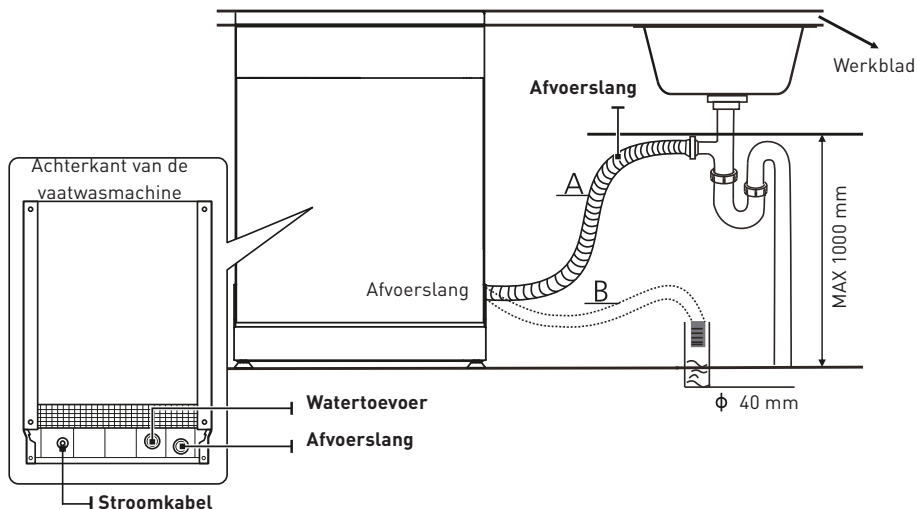 Werkblad
Afvoerslang
Achterkant van de
vaatwasmachine
A
MAX 1000 mm
Afvoerslang
B
ϕ 40 mm
Watertoevoer
Afvoerslang
Stroomkabel